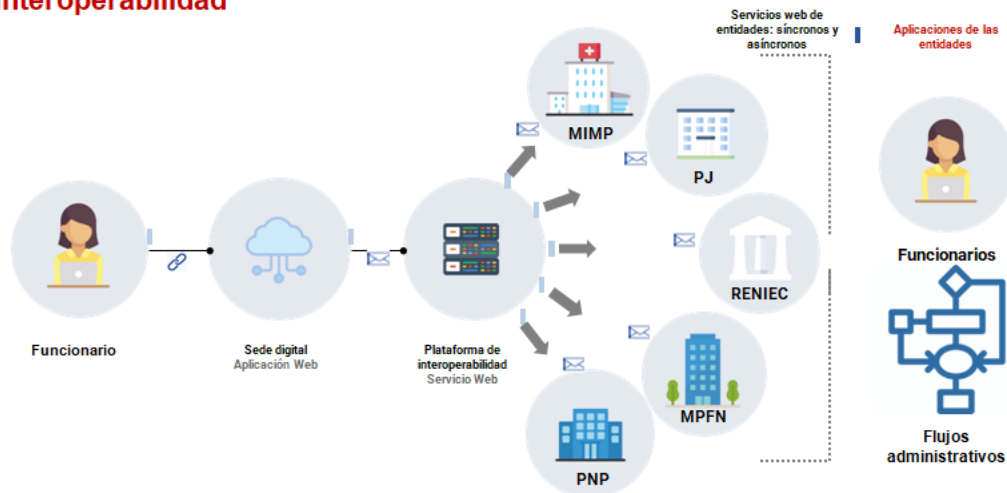 Interoperabilidad
Servicios web de
entidades: síncronos y
asíncronos
Aplicaciones de las
entidades
MIMP
PJ
RENIEC
MPFN
PNP
Funcionario
Sede digital
Aplicación Web
Plataforma de
interoperabilidad
Servicio Web
Funcionarios
Flujos
administrativos